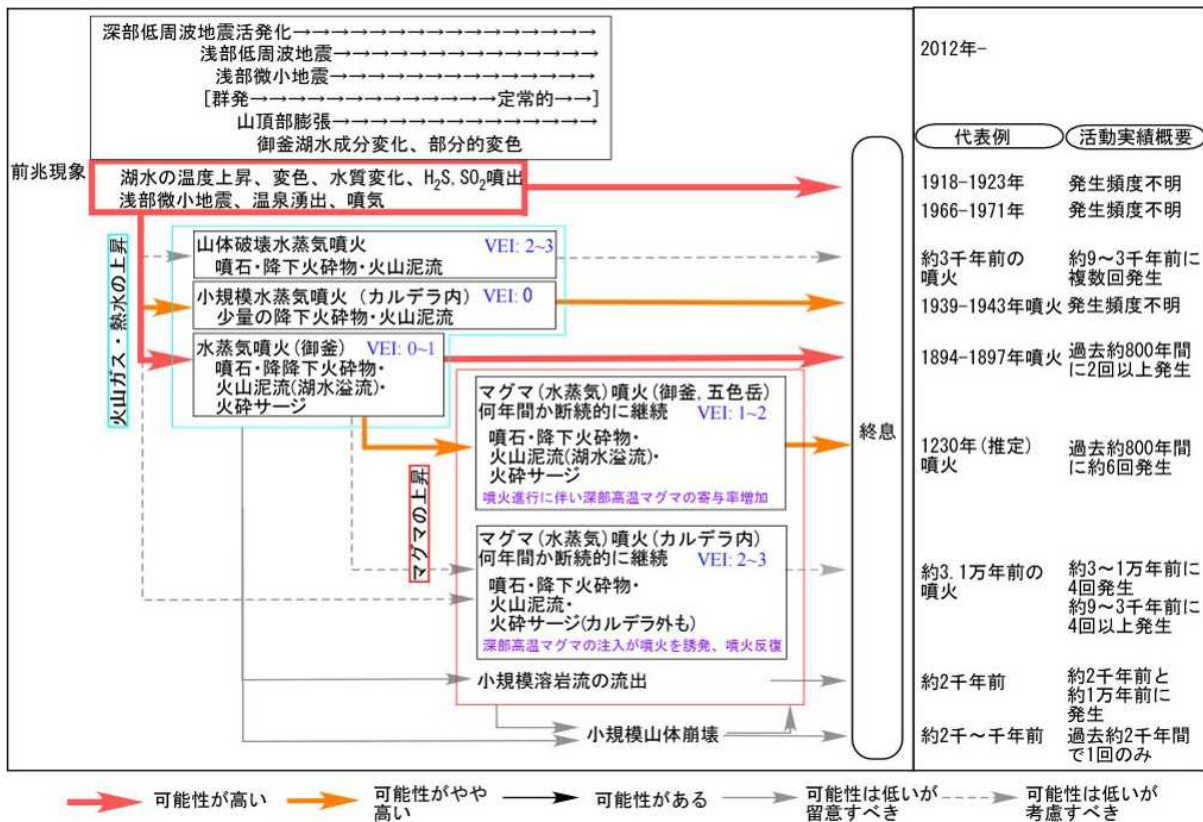 深部低周波地震活発化→→→→→→→→→→→→→→→→→→
浅部低周波地震→→→→→→→→→→→→→→→→
浅部微小地震→→→→→→→→→→→→→→→→
[群発→→→→→→→→→→→→→→→定常的→→]
山頂部膨張→→→→→→→→→→→→→→→→
御釜湖水成分変化、部分的変色
前兆現象
湖水の温度上昇、変色、水質変化、H₂S,SO₂噴出
浅部微小地震、温泉湧出、噴気
火山ガス・熱水の上昇
山体破壊水蒸気噴火 VEI: 2~3
噴石・降下火砕物・火山泥流
小規模水蒸気噴火 (カルデラ内) VEI: 0
少量の降下火砕物・火山泥流
水蒸気噴火(御釜) VEI: 0~1
噴石・降降下火砕物・
火山泥流(湖水溢流)・
火砕サージ
マグマの上昇
マグマ(水蒸気)噴火(御釜,五色岳)
何年間か断続的に継続 VEI: 1~2
噴石・降下火砕物・
火山泥流(湖水溢流)・
火砕サージ
噴火進行に伴い深部高温マグマの寄与率増加
マグマ(水蒸気)噴火(カルデラ内)
何年間か断続的に継続 VEI: 2~3
噴石・降下火砕物・
火山泥流・
火砕サージ(カルデラ外も)
深部高温マグマの注入が噴火を誘発、噴火反復
小規模溶岩流の流出
小規模山体崩壊
終息
2012年-
代表例 活動実績概要
1918-1923年 発生頻度不明
1966-1971年 発生頻度不明
約3千年前の 約9〜3千年前に
噴火 複数回発生
1939-1943年噴火 発生頻度不明
1894-1897年噴火 過去約800年間
に2回以上発生
1230年(推定) 過去約800年間
噴火 に約6回発生
約3.1万年前の 約3〜1万年前に
噴火 4回発生
約9〜3千年前に
4回以上発生
約2千年前 約2千年前と
約1万年前に
発生
約2千〜千年前 過去約2千年間
で1回のみ
可能性が高い
可能性がやや
高い
可能性がある
可能性は低いが
留意すべき
可能性は低いが
考慮すべき